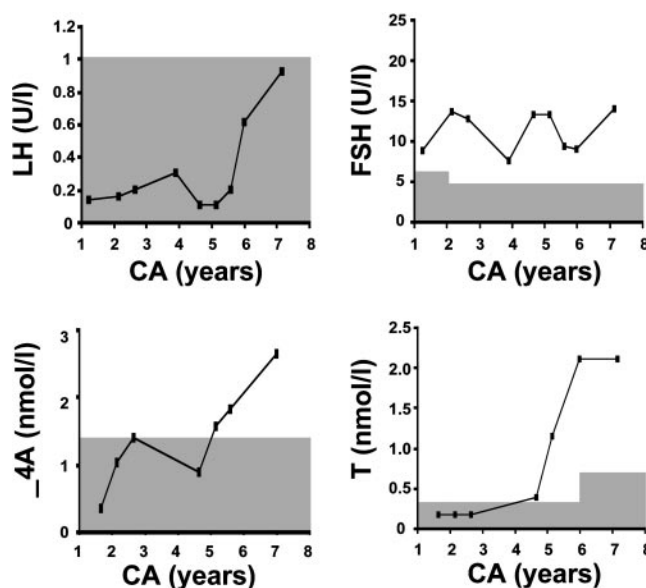 LH (U/l)
1.2
1
0.8
0.6
0.4
0.2
0
1 2 3 4 5 6 7 8
CA (years)
FSH (U/l)
25
20
15
10
5
0
1 2 3 4 5 6 7 8
CA (years)
_4A (nmol/l)
3
2
1
0
1 2 3 4 5 6 7 8
CA (years)
T (nmol/l)
2.5
2.0
1.5
1.0
0.5
0
1 2 3 4 5 6 7 8
CA (years)